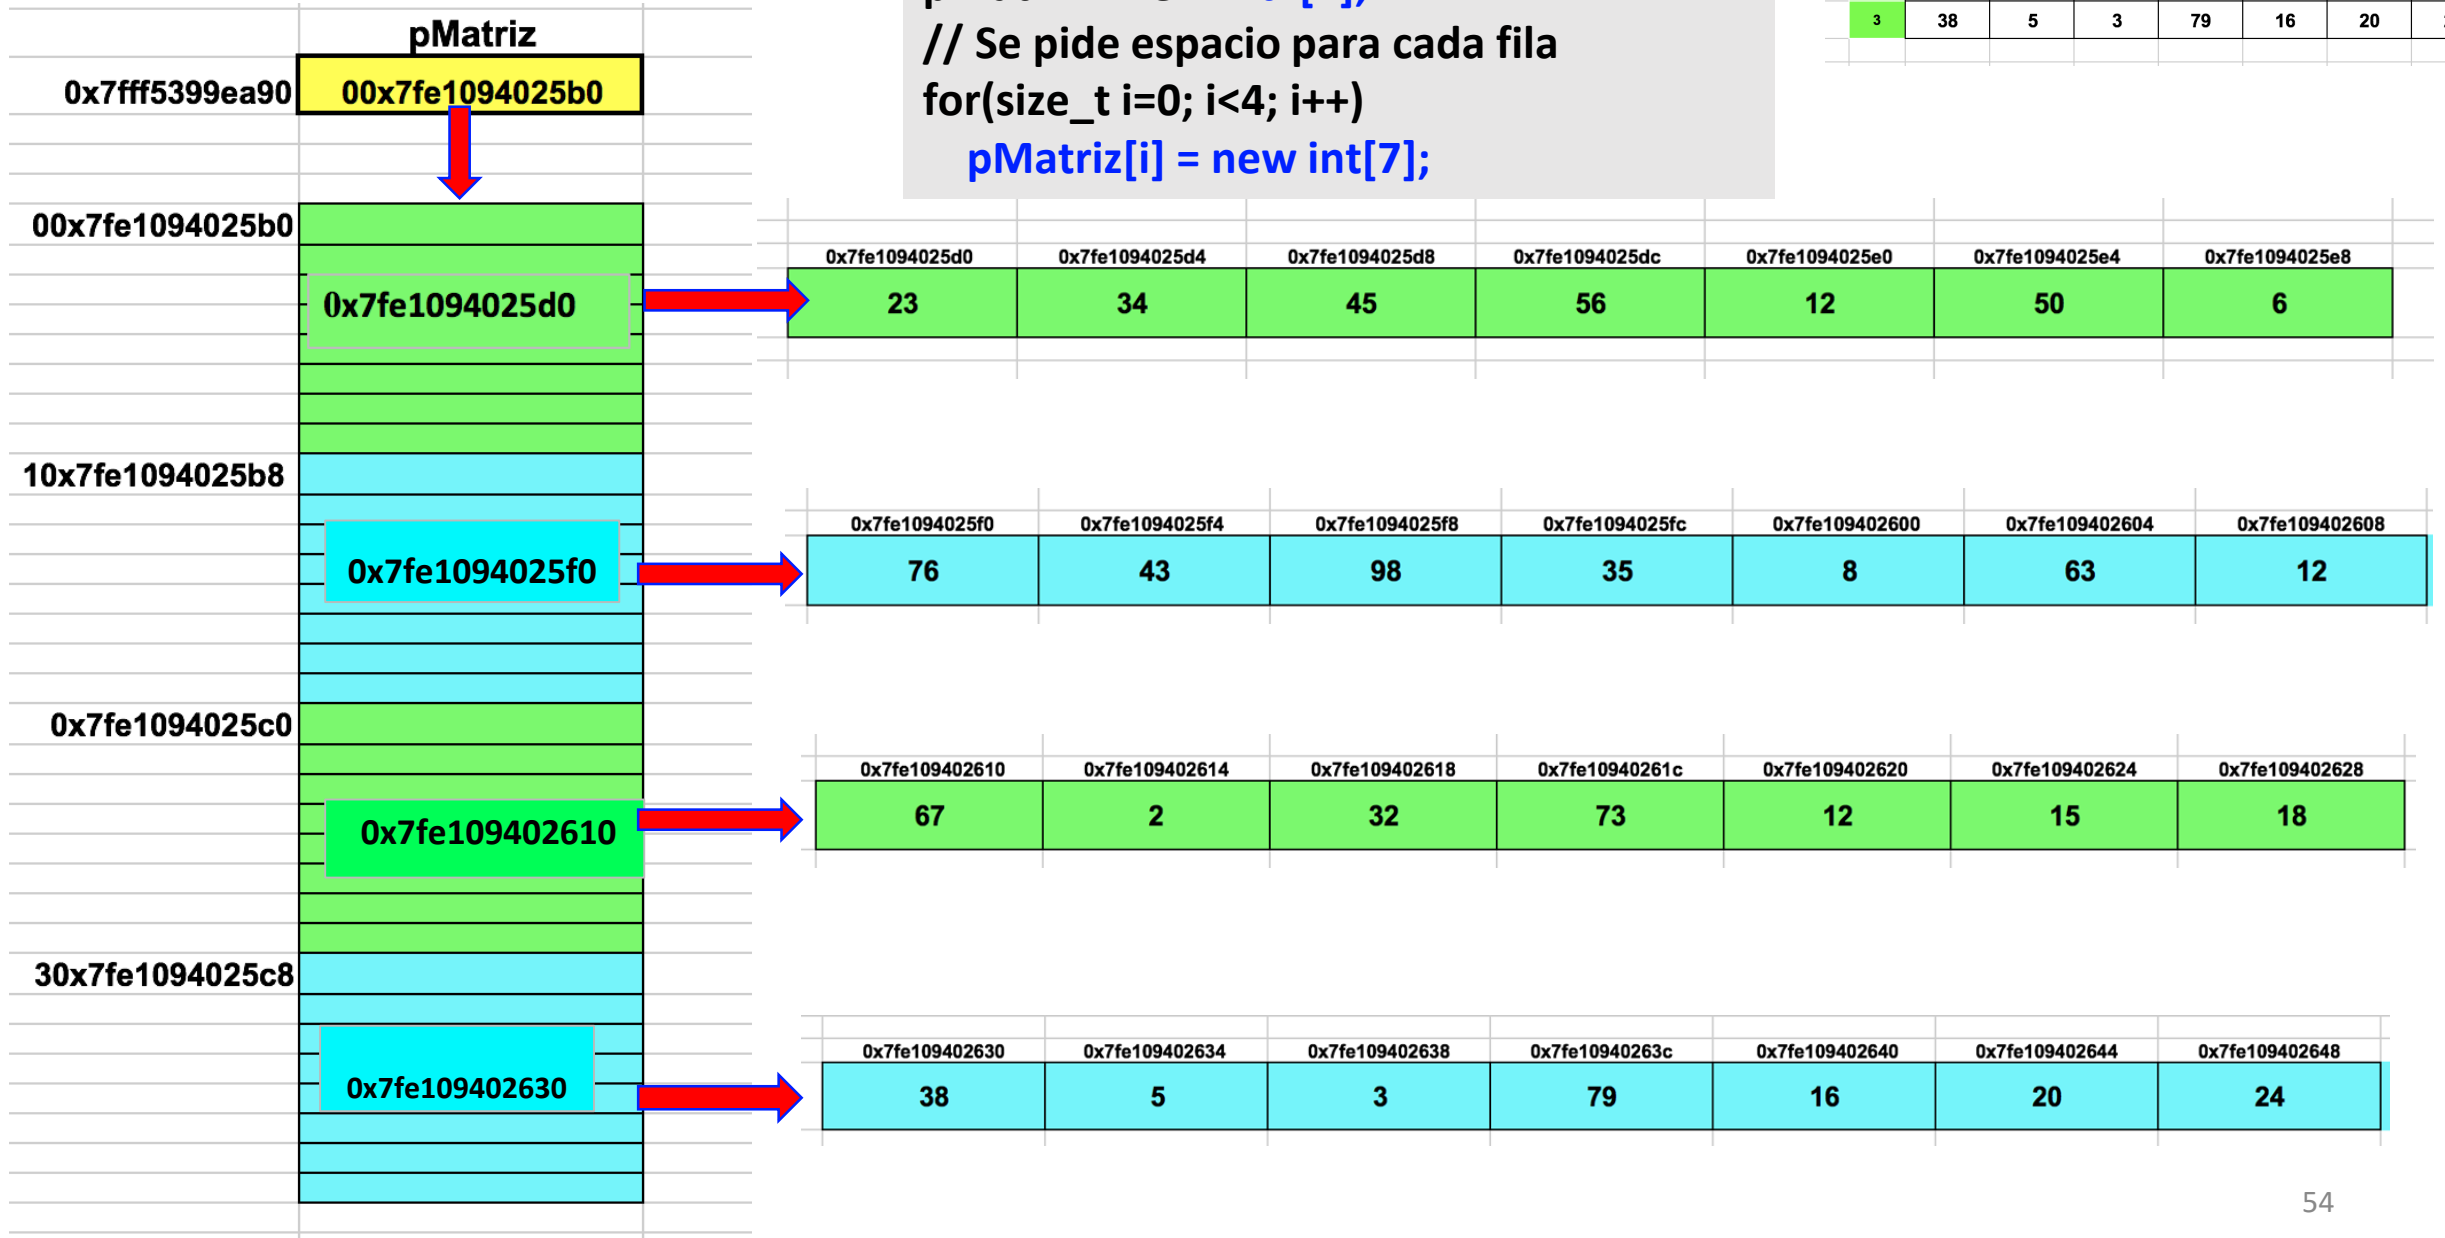 // Se pide espacio para cada fila
for(size_t i=0; i<4; i++)
pMatriz[i] = new int[7];
3 38 5 3 79 16 20
pMatriz
0x7fff5399ea90 00x7fe1094025b0
00x7fe1094025b0
0x7fe1094025d0
0x7fe1094025d0 0x7fe1094025d4 0x7fe1094025d8 0x7fe1094025dc 0x7fe1094025e0 0x7fe1094025e4 0x7fe1094025e8
23 34 45 56 12 50 6
10x7fe1094025b8
0x7fe1094025f0
0x7fe1094025f0 0x7fe1094025f4 0x7fe1094025f8 0x7fe1094025fc 0x7fe109402600 0x7fe109402604 0x7fe109402608
76 43 98 35 8 63 12
0x7fe1094025c0
0x7fe109402610
0x7fe109402610 0x7fe109402614 0x7fe109402618 0x7fe10940261c 0x7fe109402620 0x7fe109402624 0x7fe109402628
67 2 32 73 12 15 18
30x7fe1094025c8
0x7fe109402630
0x7fe109402630 0x7fe109402634 0x7fe109402638 0x7fe10940263c 0x7fe109402640 0x7fe109402644 0x7fe109402648
38 5 3 79 16 20 24
54